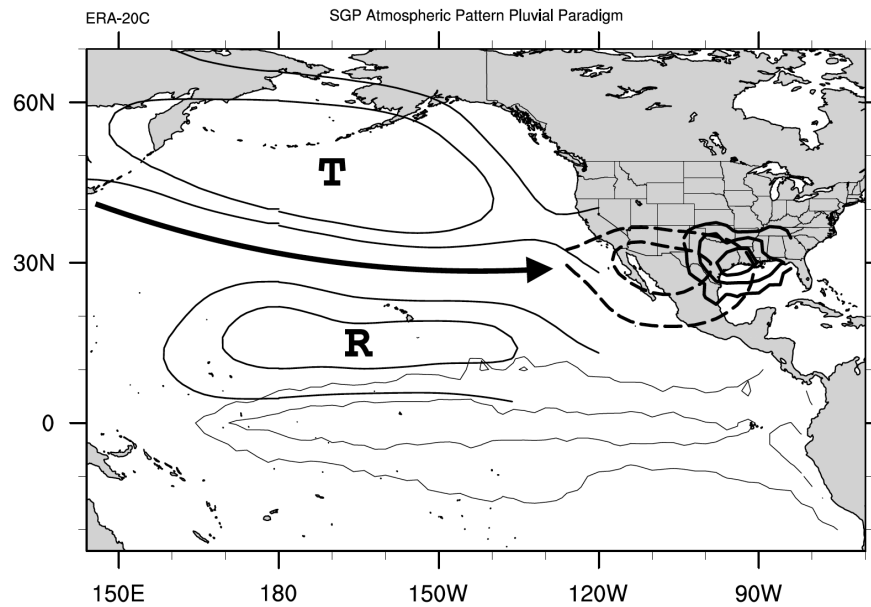 ERA-20C
SGP Atmospheric Pattern Pluvial Paradigm
60N
T
30N
R
0
150E
180
150W
120W
90W